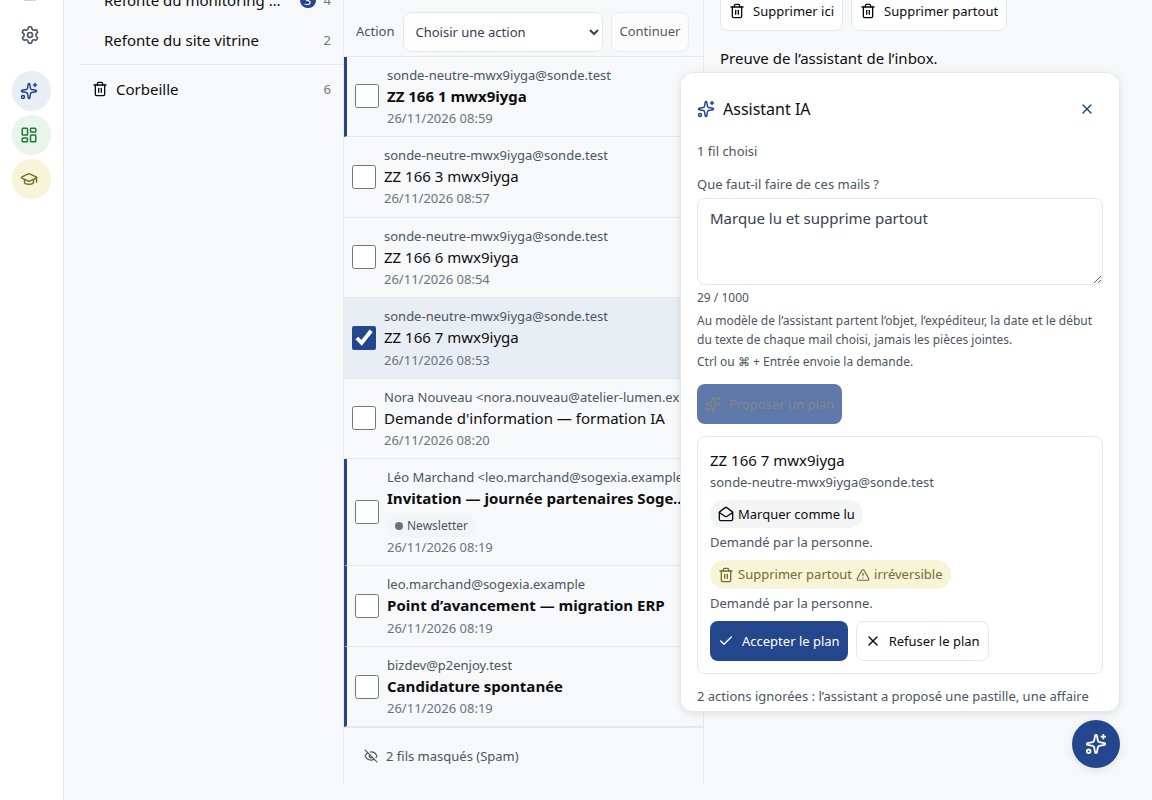 Refonte du monitoring ... 3 4
Refonte du site vitrine 2
Corbeille 6
Action
Choisir une action
Continuer
sonde-neutre-mwx9iyga@sonde.test
ZZ 166 1 mwx9iyga
26/11/2026 08:59
sonde-neutre-mwx9iyga@sonde.test
ZZ 166 3 mwx9iyga
26/11/2026 08:57
sonde-neutre-mwx9iyga@sonde.test
ZZ 166 6 mwx9iyga
26/11/2026 08:54
sonde-neutre-mwx9iyga@sonde.test
ZZ 166 7 mwx9iyga
26/11/2026 08:53
Nora Nouveau <nora.nouveau@atelier-lumen.ex
Demande d'information — formation IA
26/11/2026 08:20
Léo Marchand <leo.marchand@sogexia.example
Invitation — journée partenaires Soge...
Newsletter
26/11/2026 08:19
leo.marchand@sogexia.example
Point d’avancement — migration ERP
26/11/2026 08:19
bizdev@p2enjoy.test
Candidature spontanée
26/11/2026 08:19
2 fils masqués (Spam)
Supprimer ici
Supprimer partout
Preuve de l’assistant de l’inbox.
Assistant IA
1 fil choisi
Que faut-il faire de ces mails ?
Marque lu et supprime partout
29 / 1000
Au modèle de l’assistant partent l’objet, l’expéditeur, la date et le début
du texte de chaque mail choisi, jamais les pièces jointes.
Ctrl ou ⌘ + Entrée envoie la demande.
Proposer un plan
ZZ 166 7 mwx9iyga
sonde-neutre-mwx9iyga@sonde.test
Marquer comme lu
Demandé par la personne.
Supprimer partout ⚠ irréversible
Demandé par la personne.
Accepter le plan
Refuser le plan
2 actions ignorées : l’assistant a proposé une pastille, une affaire